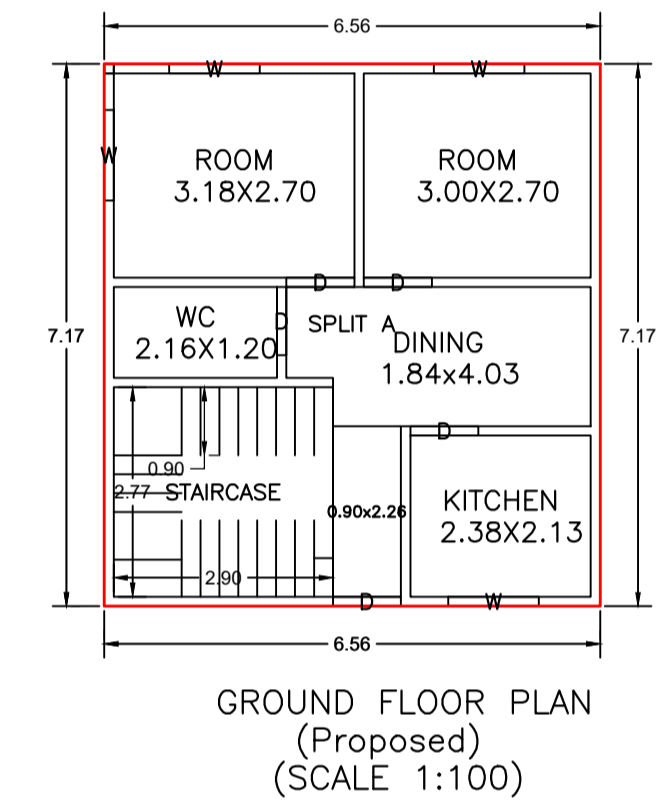 6.56
W
W
W
ROOM
3.18X2.70
ROOM
3.00X2.70
D
D
7.17
7.17
WC
2.16X1.20
D
SPLIT A
DINING
1.84x4.03
D
0.90
2.77
STAIRCASE
0.90x2.26
KITCHEN
2.38X2.13
2.90
D
W
6.56
GROUND FLOOR PLAN
(Proposed)
(SCALE 1:100)